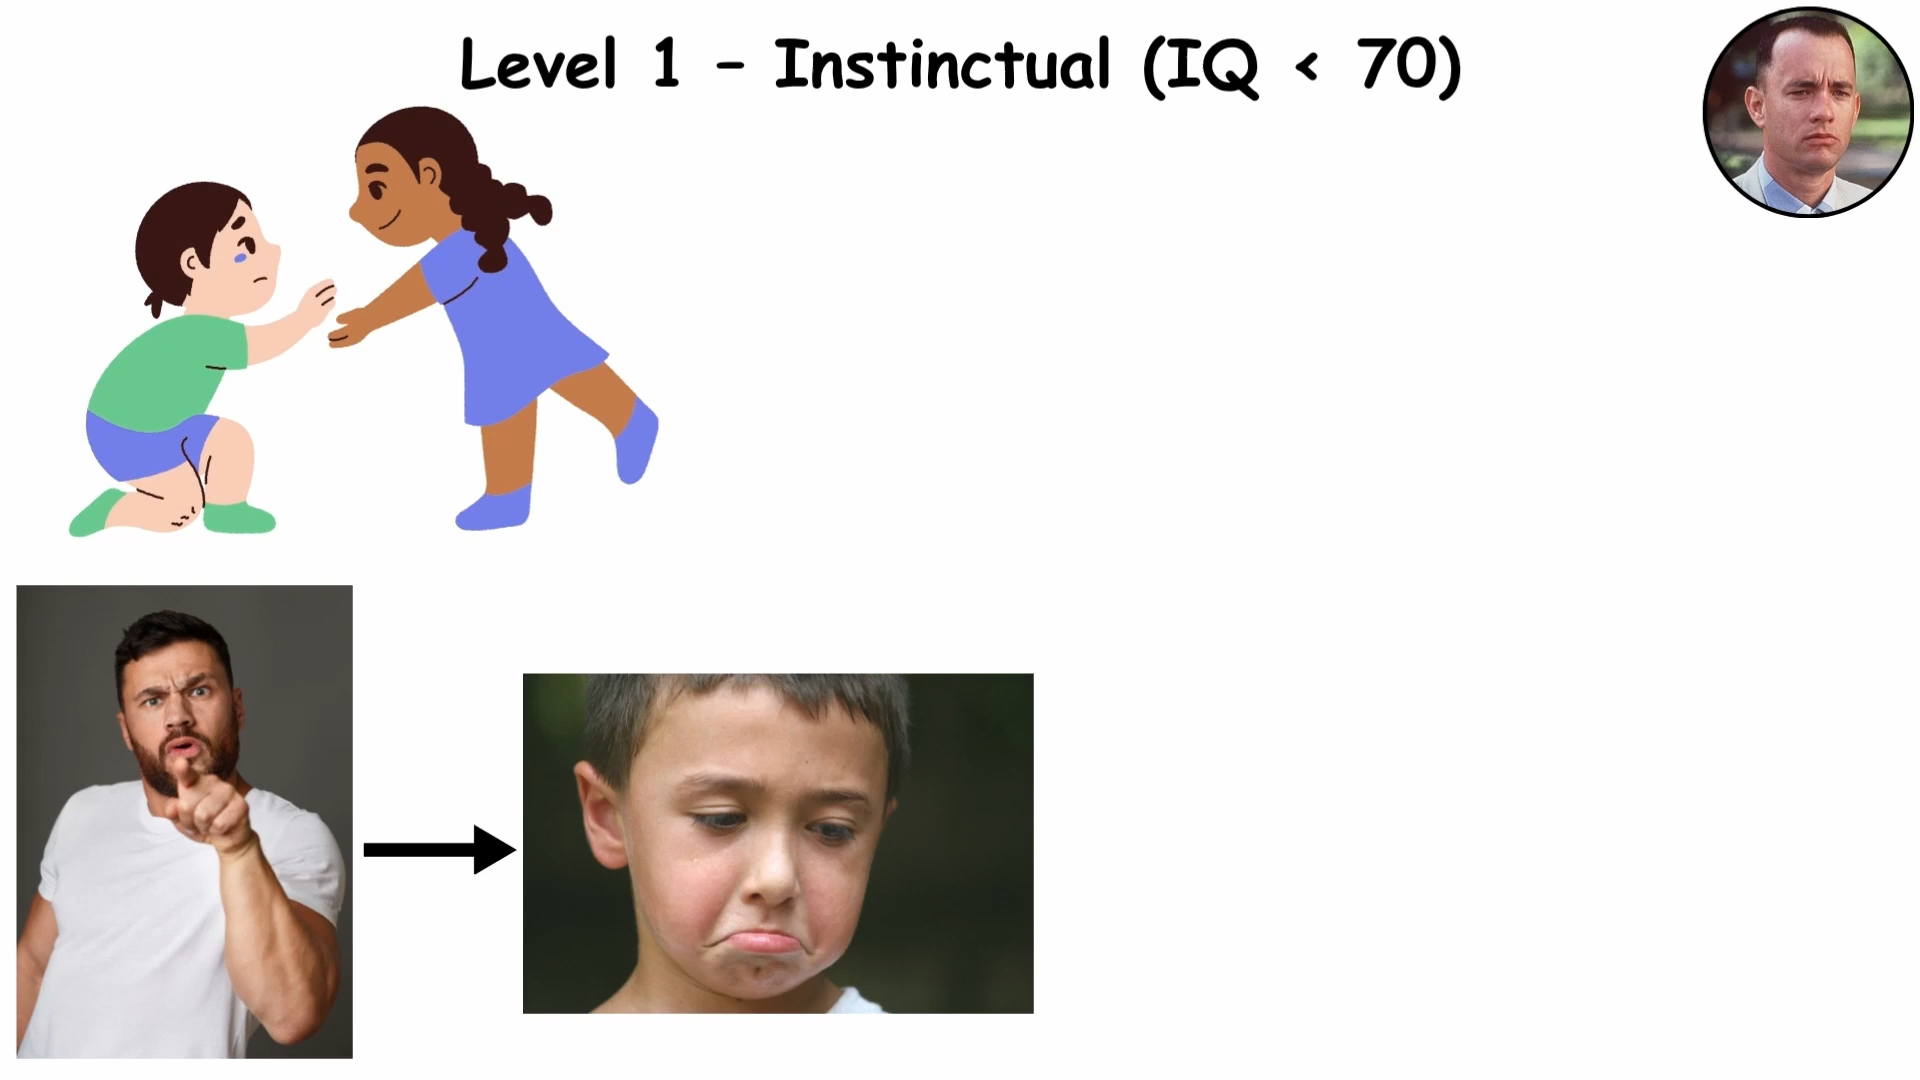 Level 1 – Instinctual (IQ < 70)